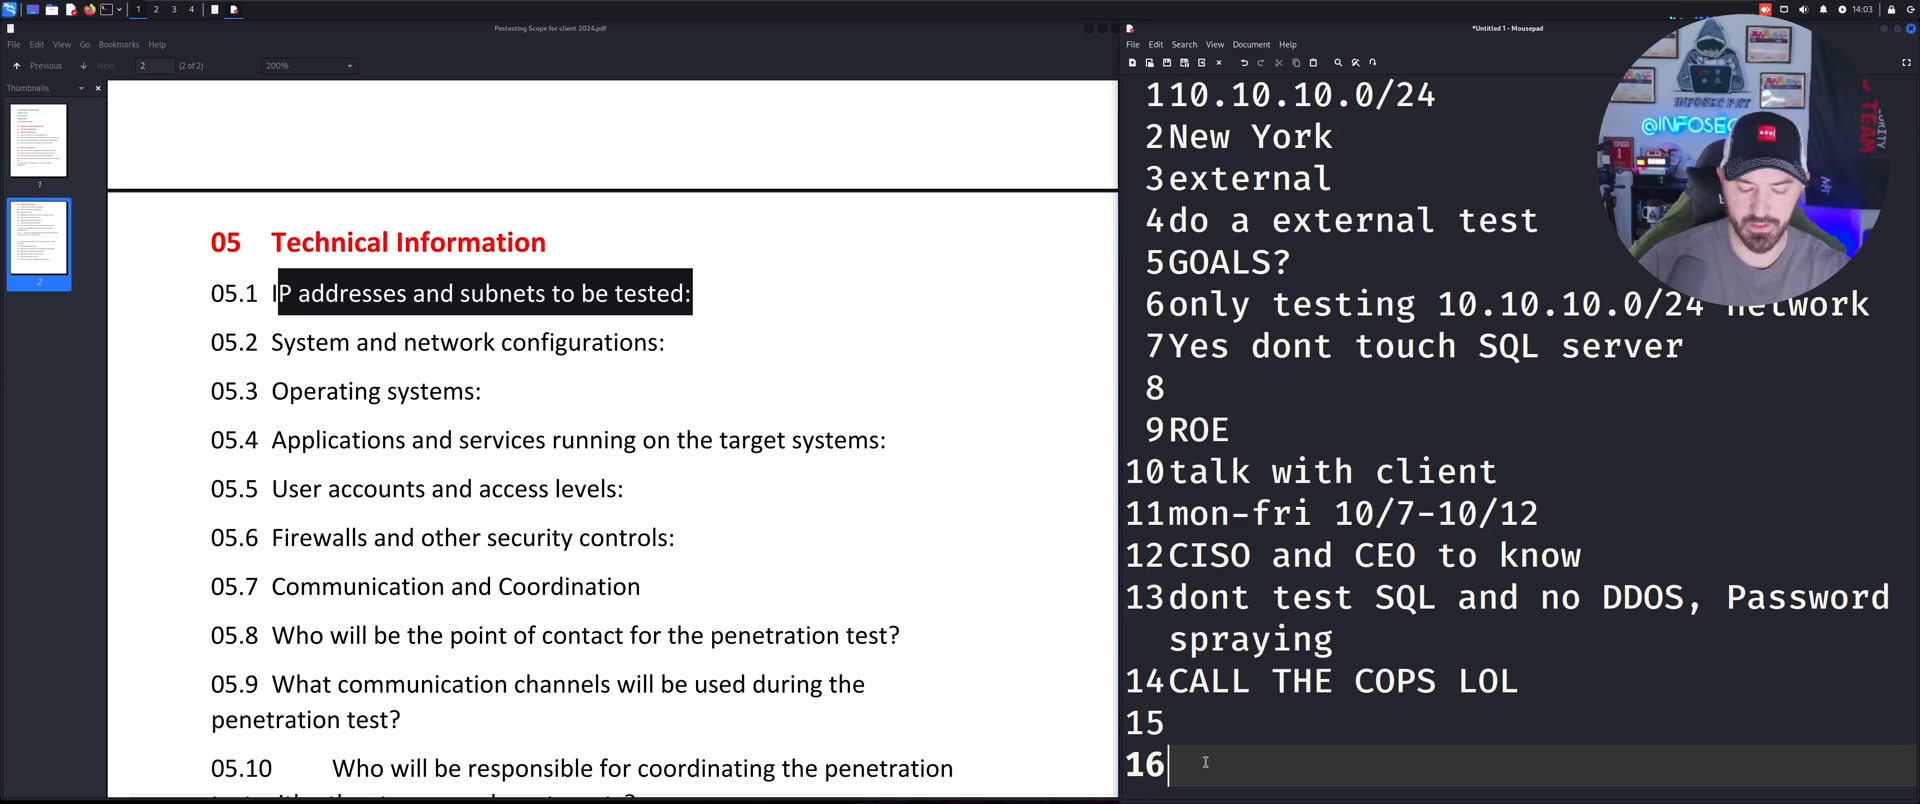 1 2 3 4
14:03
Pestesting Scope for client 2024.pdf
File Edit View Go Bookmarks Help
Previous Next 2 (2 of 2) 200%
Thumbnails
1
2
05 Technical Information
05.1 IP addresses and subnets to be tested:
05.2 System and network configurations:
05.3 Operating systems:
05.4 Applications and services running on the target systems:
05.5 User accounts and access levels:
05.6 Firewalls and other security controls:
05.7 Communication and Coordination
05.8 Who will be the point of contact for the penetration test?
05.9 What communication channels will be used during the
penetration test?
05.10 Who will be responsible for coordinating the penetration
*Untitled 1 - Mousepad
File Edit Search View Document Help
1 10.10.10.0/24
2 New York
3 external
4 do a external test
5 GOALS?
6 only testing 10.10.10.0/24 network
7 Yes dont touch SQL server
8
9 ROE
10 talk with client
11 mon-fri 10/7-10/12
12 CISO and CEO to know
13 dont test SQL and no DDOS, Password
spraying
14 CALL THE COPS LOL
15
16
INFOSEC PAT
@INFOSEC
TEAM